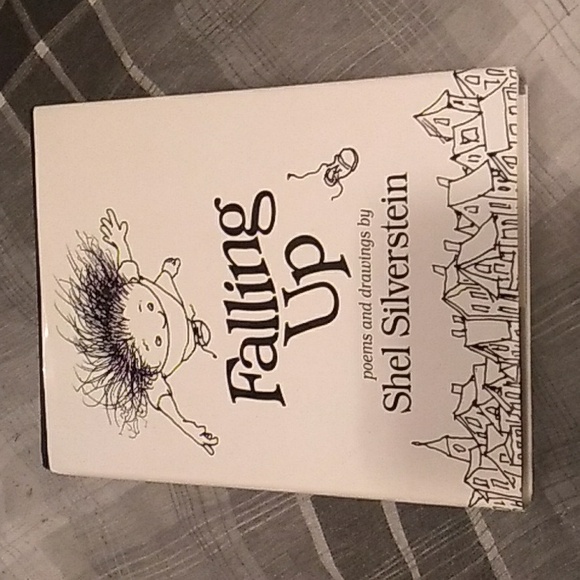 Falling
Up
poems and drawings by
Shel Silverstein